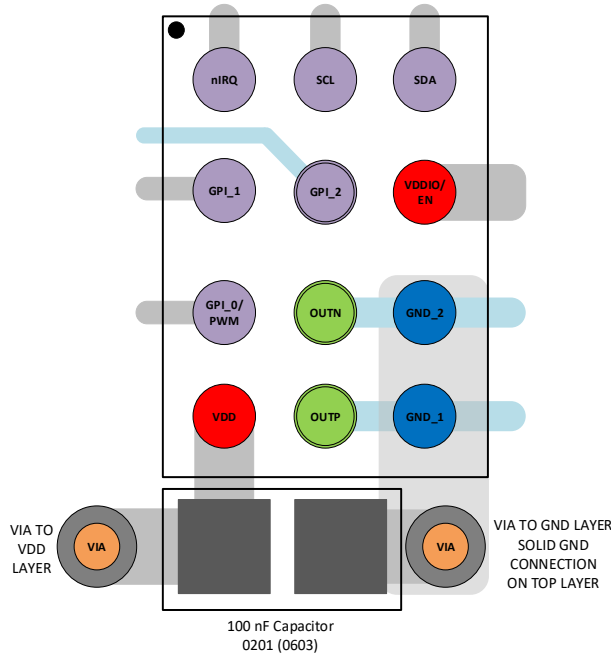 nIRQ
SCL
SDA
GPI_1
GPI_2
VDDIO/
EN
GPI_0/
PWM
OUTN
GND_2
VDD
OUTP
GND_1
VIA TO
VDD
LAYER
VIA
VIA
VIA TO GND LAYER
SOLID GND
CONNECTION
ON TOP LAYER
100 nF Capacitor
0201 (0603)